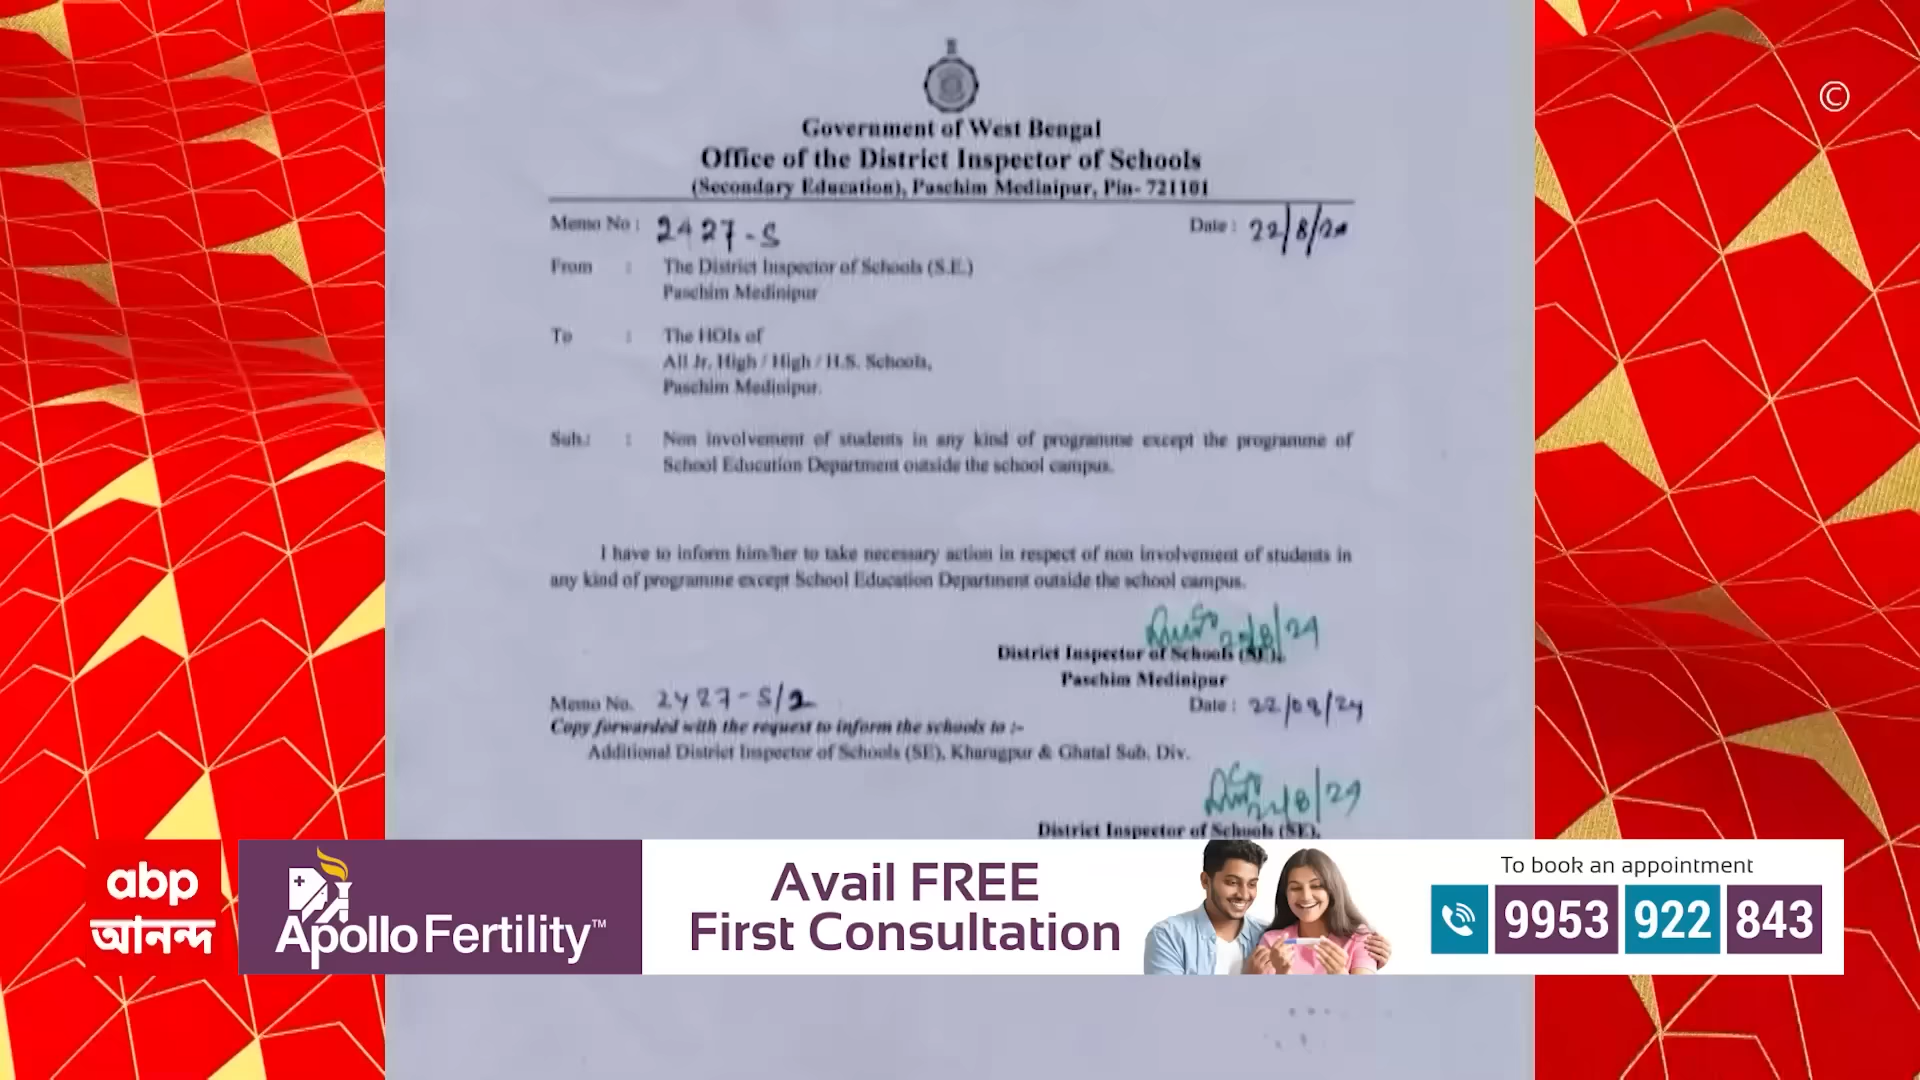 ©
Government of West Bengal
Office of the District Inspector of Schools
(Secondary Education), Paschim Medinipur, Pin- 721101
Memo No : 2427-S Date : 22/8/24
From : The District Inspector of Schools (S.E.)
Paschim Medinipur
To : The HOIs of
All Jr. High / High / H.S. Schools,
Paschim Medinipur.
Sub.: : Non involvement of students in any kind of programme except the programme of
School Education Department outside the school campus.
I have to inform him/her to take necessary action in respect of non involvement of students in
any kind of programme except School Education Department outside the school campus.
22/8/24
District Inspector of Schools (SE),
Paschim Medinipur
Memo No. 2427-S/2 Date : 22/08/24
Copy forwarded with the request to inform the schools to :-
Additional District Inspector of Schools (SE), Kharagpur & Ghatal Sub. Div.
22/8/24
District Inspector of Schools (SE),
abp
আনন্দ
Apollo Fertility™
Avail FREE
First Consultation
To book an appointment
9953 922 843